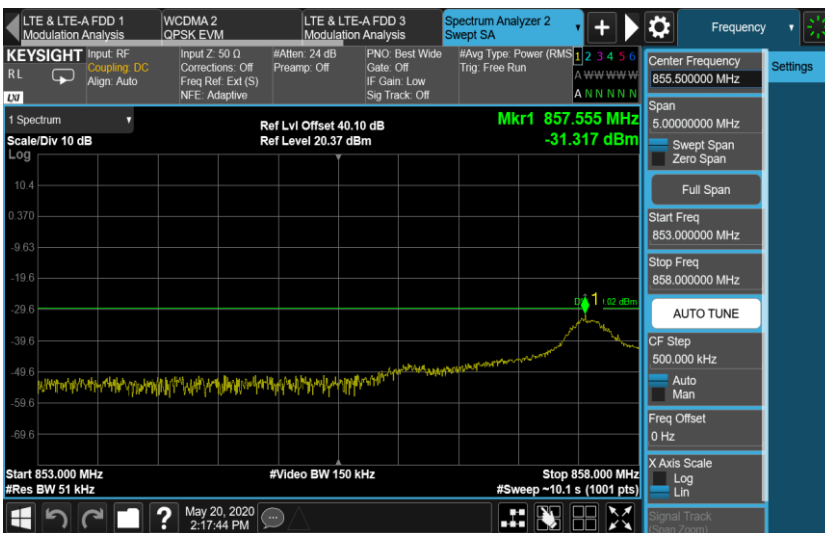 LTE & LTE-A FDD 1
Modulation Analysis
WCDMA 2
QPSK EVM
LTE & LTE-A FDD 3
Modulation Analysis
Spectrum Analyzer 2
Swept SA
Frequency
KEYSIGHT
RL
LXI
Input: RF
Coupling: DC
Align: Auto
Input Z: 50 Ω
Corrections: Off
Freq Ref: Ext (S)
NFE: Adaptive
#Atten: 24 dB
Preamp: Off
PNO: Best Wide
Gate: Off
IF Gain: Low
Sig Track: Off
#Avg Type: Power (RMS
Trig: Free Run
1 2 3 4 5 6
A W W W W W
A N N N N N
1 Spectrum
Scale/Div 10 dB
Log
Ref Lvl Offset 40.10 dB
Ref Level 20.37 dBm
Mkr1 857.555 MHz
-31.317 dBm
10.4
0.370
-9.63
-19.6
-29.6
-39.6
-49.6
-59.6
-69.6
1
.02 dBm
Start 853.000 MHz
#Res BW 51 kHz
#Video BW 150 kHz
Stop 858.000 MHz
#Sweep ~10.1 s (1001 pts)
Center Frequency
855.500000 MHz
Span
5.00000000 MHz
Swept Span
Zero Span
Full Span
Start Freq
853.000000 MHz
Stop Freq
858.000000 MHz
AUTO TUNE
CF Step
500.000 kHz
Auto
Man
Freq Offset
0 Hz
X Axis Scale
Log
Lin
Signal Track
(Span Zoom)
Settings
?
May 20, 2020
2:17:44 PM